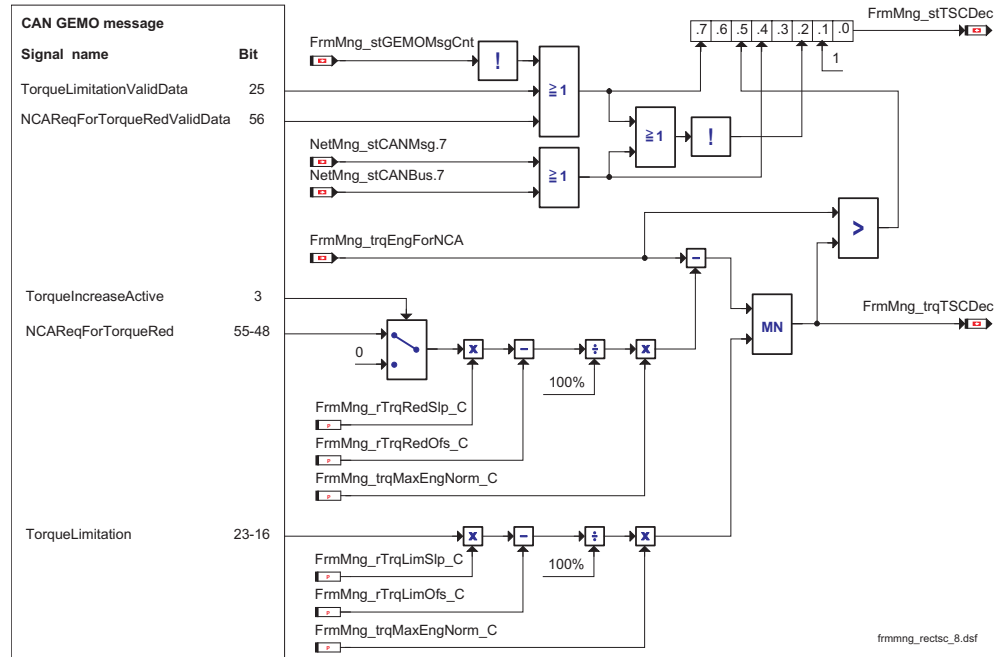 CAN GEMO message
Signal name Bit
TorqueLimitationValidData 25
NCAReqForTorqueRedValidData 56
TorqueIncreaseActive 3
NCAReqForTorqueRed 55-48
TorqueLimitation 23-16
FrmMng_stGEMOMsgCnt
!
≧1
NetMng_stCANMsg.7
NetMng_stCANBus.7
≧1
≧1
!
.7 .6 .5 .4 .3 .2 .1 .0
1
FrmMng_stTSCDec
FrmMng_trqEngForNCA
>
–
MN
FrmMng_trqTSCDec
0
x – ÷ x
100%
FrmMng_rTrqRedSlp_C
P
FrmMng_rTrqRedOfs_C
P
FrmMng_trqMaxEngNorm_C
P
x – ÷ x
100%
FrmMng_rTrqLimSlp_C
P
FrmMng_rTrqLimOfs_C
P
FrmMng_trqMaxEngNorm_C
P
frmmng_rectsc_8.dsf